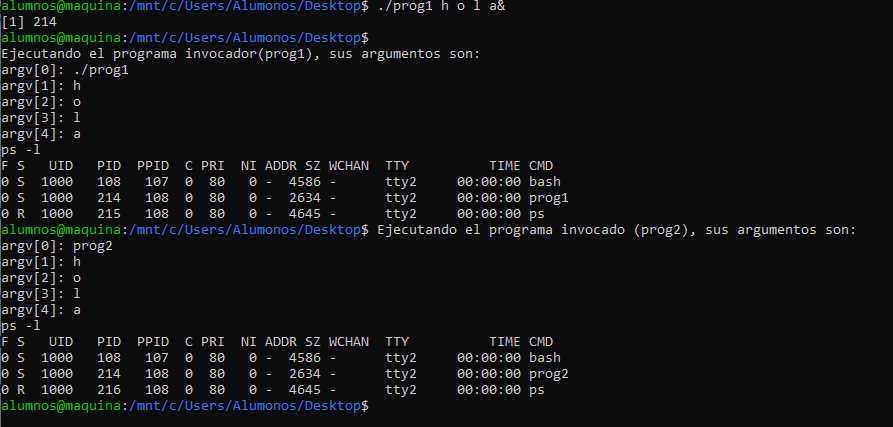 alumnos@maquina:/mnt/c/Users/Alumonos/Desktop$ ./prog1 h o l a&
[1] 214
alumnos@maquina:/mnt/c/Users/Alumonos/Desktop$
Ejecutando el programa invocador(prog1), sus argumentos son:
argv[0]: ./prog1
argv[1]: h
argv[2]: o
argv[3]: l
argv[4]: a
ps -l
F S   UID   PID  PPID  C PRI  NI ADDR SZ WCHAN  TTY          TIME CMD
0 S  1000   108   107  0  80   0 -  4586 -      tty2     00:00:00 bash
0 S  1000   214   108  0  80   0 -  2634 -      tty2     00:00:00 prog1
0 R  1000   215   108  0  80   0 -  4645 -      tty2     00:00:00 ps
alumnos@maquina:/mnt/c/Users/Alumonos/Desktop$ Ejecutando el programa invocado (prog2), sus argumentos son:
argv[0]: prog2
argv[1]: h
argv[2]: o
argv[3]: l
argv[4]: a
ps -l
F S   UID   PID  PPID  C PRI  NI ADDR SZ WCHAN  TTY          TIME CMD
0 S  1000   108   107  0  80   0 -  4586 -      tty2     00:00:00 bash
0 S  1000   214   108  0  80   0 -  2634 -      tty2     00:00:00 prog2
0 R  1000   216   108  0  80   0 -  4645 -      tty2     00:00:00 ps
alumnos@maquina:/mnt/c/Users/Alumonos/Desktop$